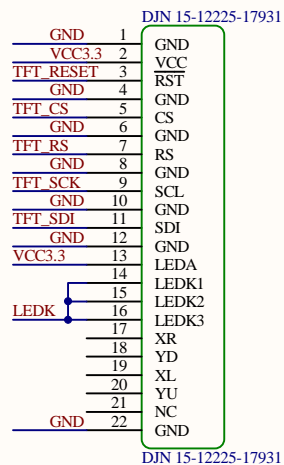 DJN 15-12225-17931
GND 1 GND
VCC3.3 2 VCC
TFT_RESET 3 RST
GND 4 GND
TFT_CS 5 CS
GND 6 GND
TFT_RS 7 RS
GND 8 GND
TFT_SCK 9 SCL
GND 10 GND
TFT_SDI 11 SDI
GND 12 GND
VCC3.3 13 LEDA
14 LEDK1
15 LEDK2
LEDK 16 LEDK3
17 XR
18 YD
19 XL
20 YU
21 NC
GND 22 GND
DJN 15-12225-17931